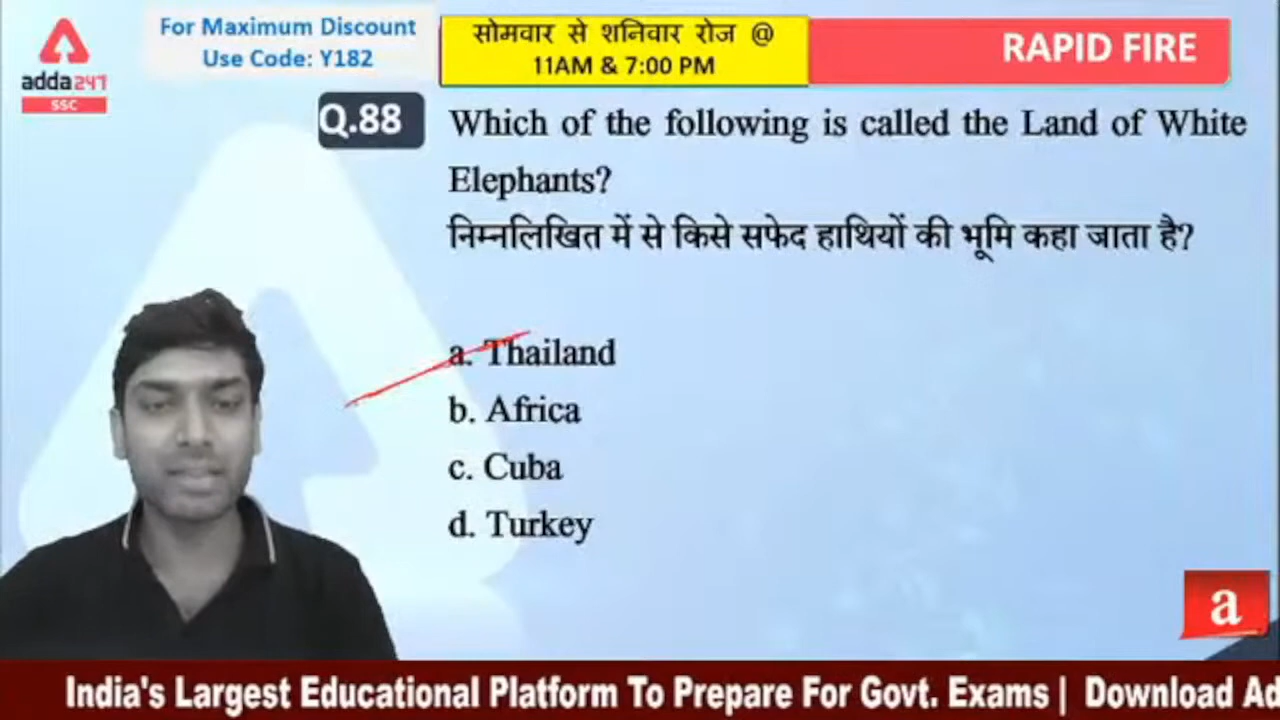 For Maximum Discount
Use Code: Y182
adda247
SSC
सोमवार से शनिवार रोज @
11AM & 7:00 PM
RAPID FIRE
Q.88
Which of the following is called the Land of White
Elephants?
निम्नलिखित में से किसे सफेद हाथियों की भूमि कहा जाता है?
a. Thailand
b. Africa
c. Cuba
d. Turkey
a
India's Largest Educational Platform To Prepare For Govt. Exams | Download Ad